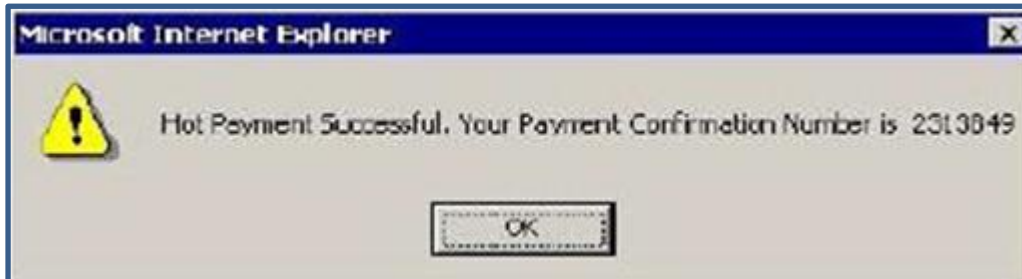 Microsoft Internet Explorer
Hot Payment Successful. Your Payment Confirmation Number is 2313849
OK